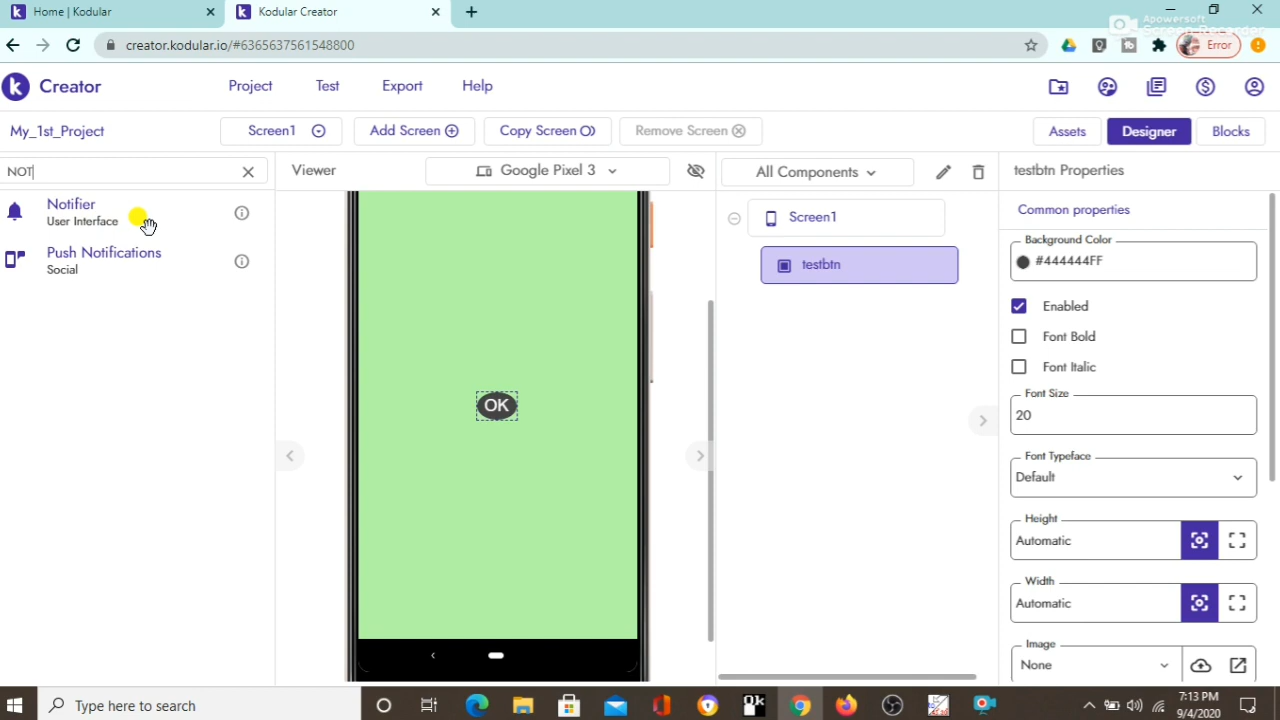 Home | Kodular
Kodular Creator
Apowersoft
Screen Recorder
creator.kodular.io/#6365637561548800
Error
Creator
Project
Test
Export
Help
My_1st_Project
Screen1
Add Screen
Copy Screen
Remove Screen
Assets
Designer
Blocks
NOT
Viewer
Google Pixel 3
All Components
testbtn Properties
Notifier
User Interface
Push Notifications
Social
OK
Screen1
testbtn
Common properties
Background Color
#444444FF
Enabled
Font Bold
Font Italic
Font Size
20
Font Typeface
Default
Height
Automatic
Width
Automatic
Image
None
Type here to search
7:13 PM
9/4/2020